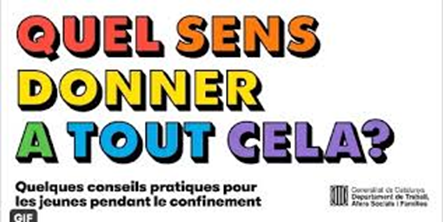 QUEL SENS
DONNER
A TOUT CELA?
Quelques conseils pratiques pour
les jeunes pendant le confinement
Generalitat de Catalunya
Departament de Treball,
Afers Socials i Famílies
GIF